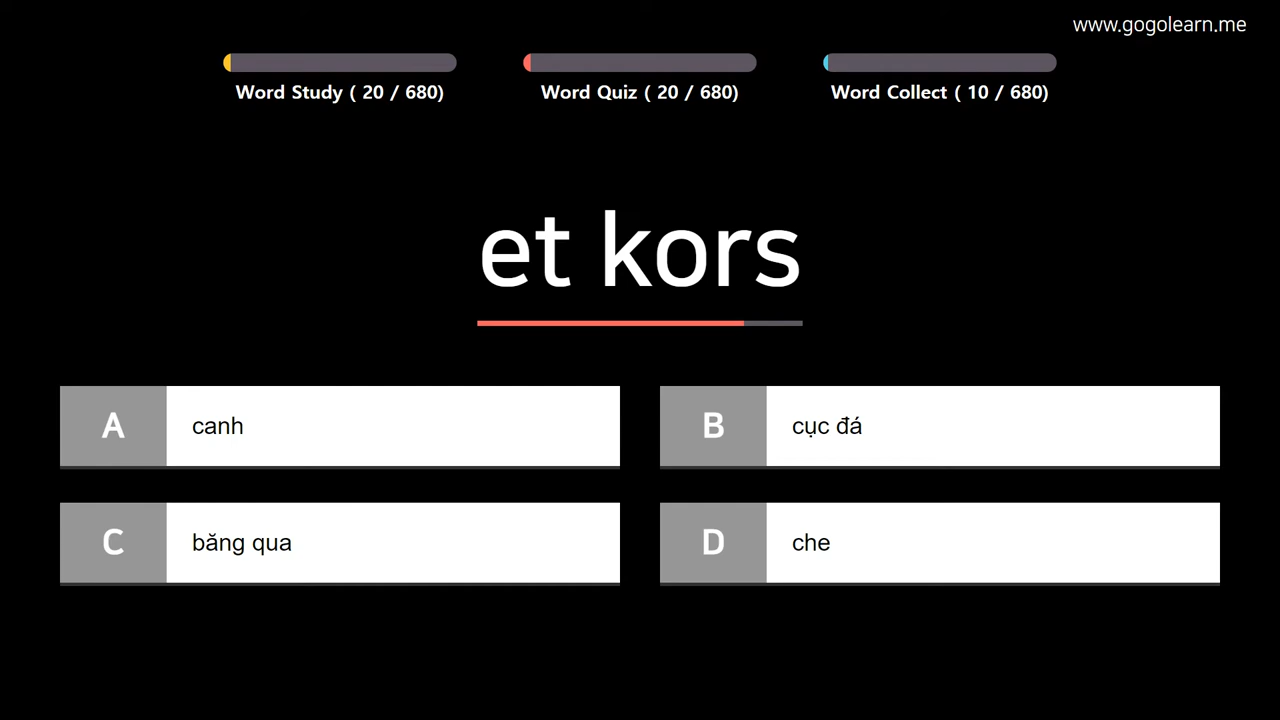 www.gogolearn.me
Word Study ( 20 / 680)
Word Quiz ( 20 / 680)
Word Collect ( 10 / 680)
et kors
A canh
B cục đá
C băng qua
D che